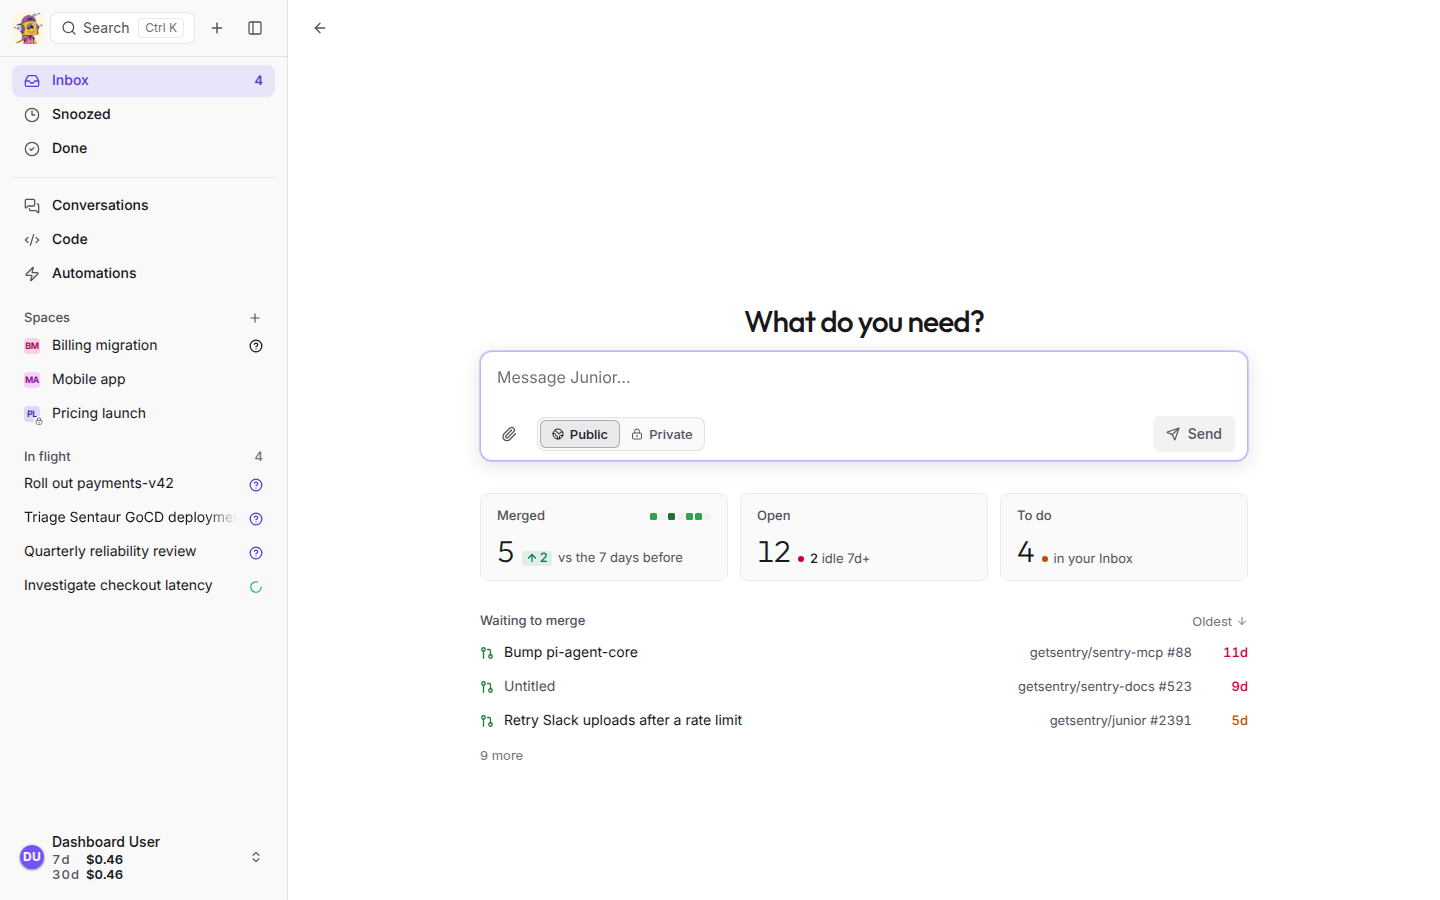 Search Ctrl K
Inbox 4
Snoozed
Done
Conversations
Code
Automations
Spaces
BM Billing migration
MA Mobile app
PL Pricing launch
In flight 4
Roll out payments-v42
Triage Sentaur GoCD deployme
Quarterly reliability review
Investigate checkout latency
DU Dashboard User
7d $0.46
30d $0.46
What do you need?
Message Junior...
Public Private Send
Merged
5 2 vs the 7 days before
Open
12 2 idle 7d+
To do
4 in your Inbox
Waiting to merge Oldest
Bump pi-agent-core getsentry/sentry-mcp #88 11d
Untitled getsentry/sentry-docs #523 9d
Retry Slack uploads after a rate limit getsentry/junior #2391 5d
9 more